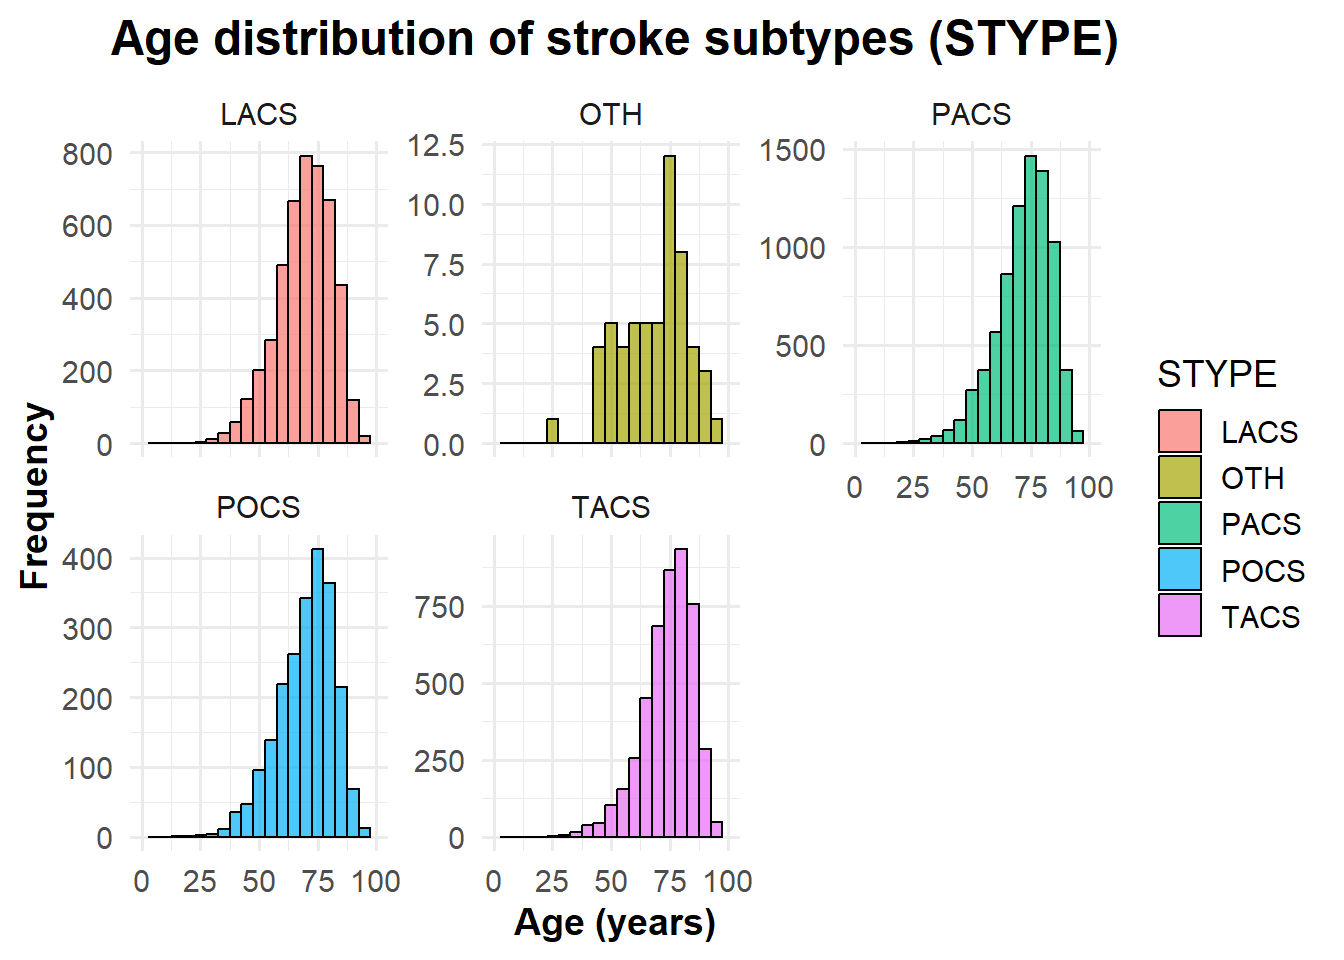 Age distribution of stroke subtypes (STYPE)
LACS
OTH
PACS
800
600
400
200
0
12.5
10.0
7.5
5.0
2.5
0.0
1500
1000
500
0
0 25 50 75 100
Frequency
POCS
TACS
400
300
200
100
0
750
500
250
0
0 25 50 75 100
0 25 50 75 100
Age (years)
STYPE
LACS
OTH
PACS
POCS
TACS